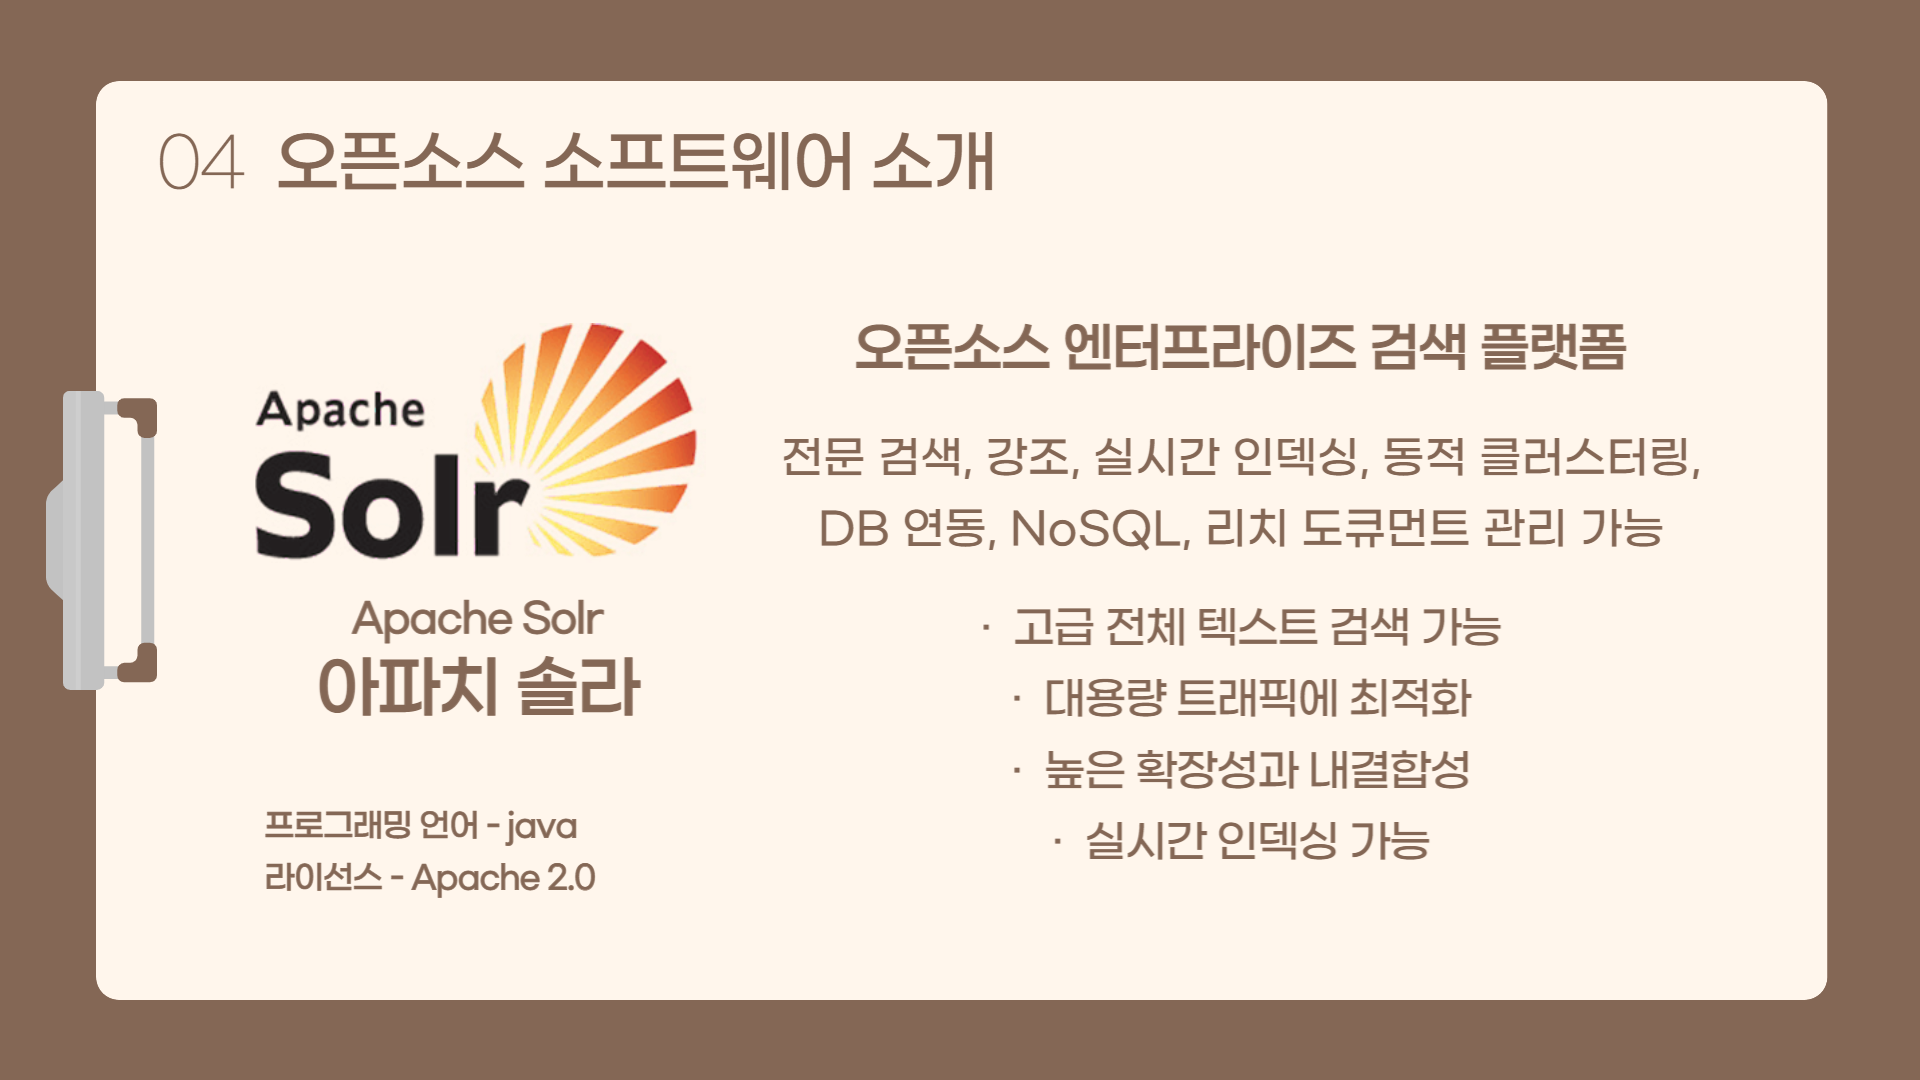 04 오픈소스 소프트웨어 소개
Apache
Solr
Apache Solr
아파치 솔라
프로그래밍 언어 - java
라이선스 - Apache 2.0
오픈소스 엔터프라이즈 검색 플랫폼
전문 검색, 강조, 실시간 인덱싱, 동적 클러스터링,
DB 연동, NoSQL, 리치 도큐먼트 관리 가능
· 고급 전체 텍스트 검색 가능
· 대용량 트래픽에 최적화
· 높은 확장성과 내결합성
· 실시간 인덱싱 가능